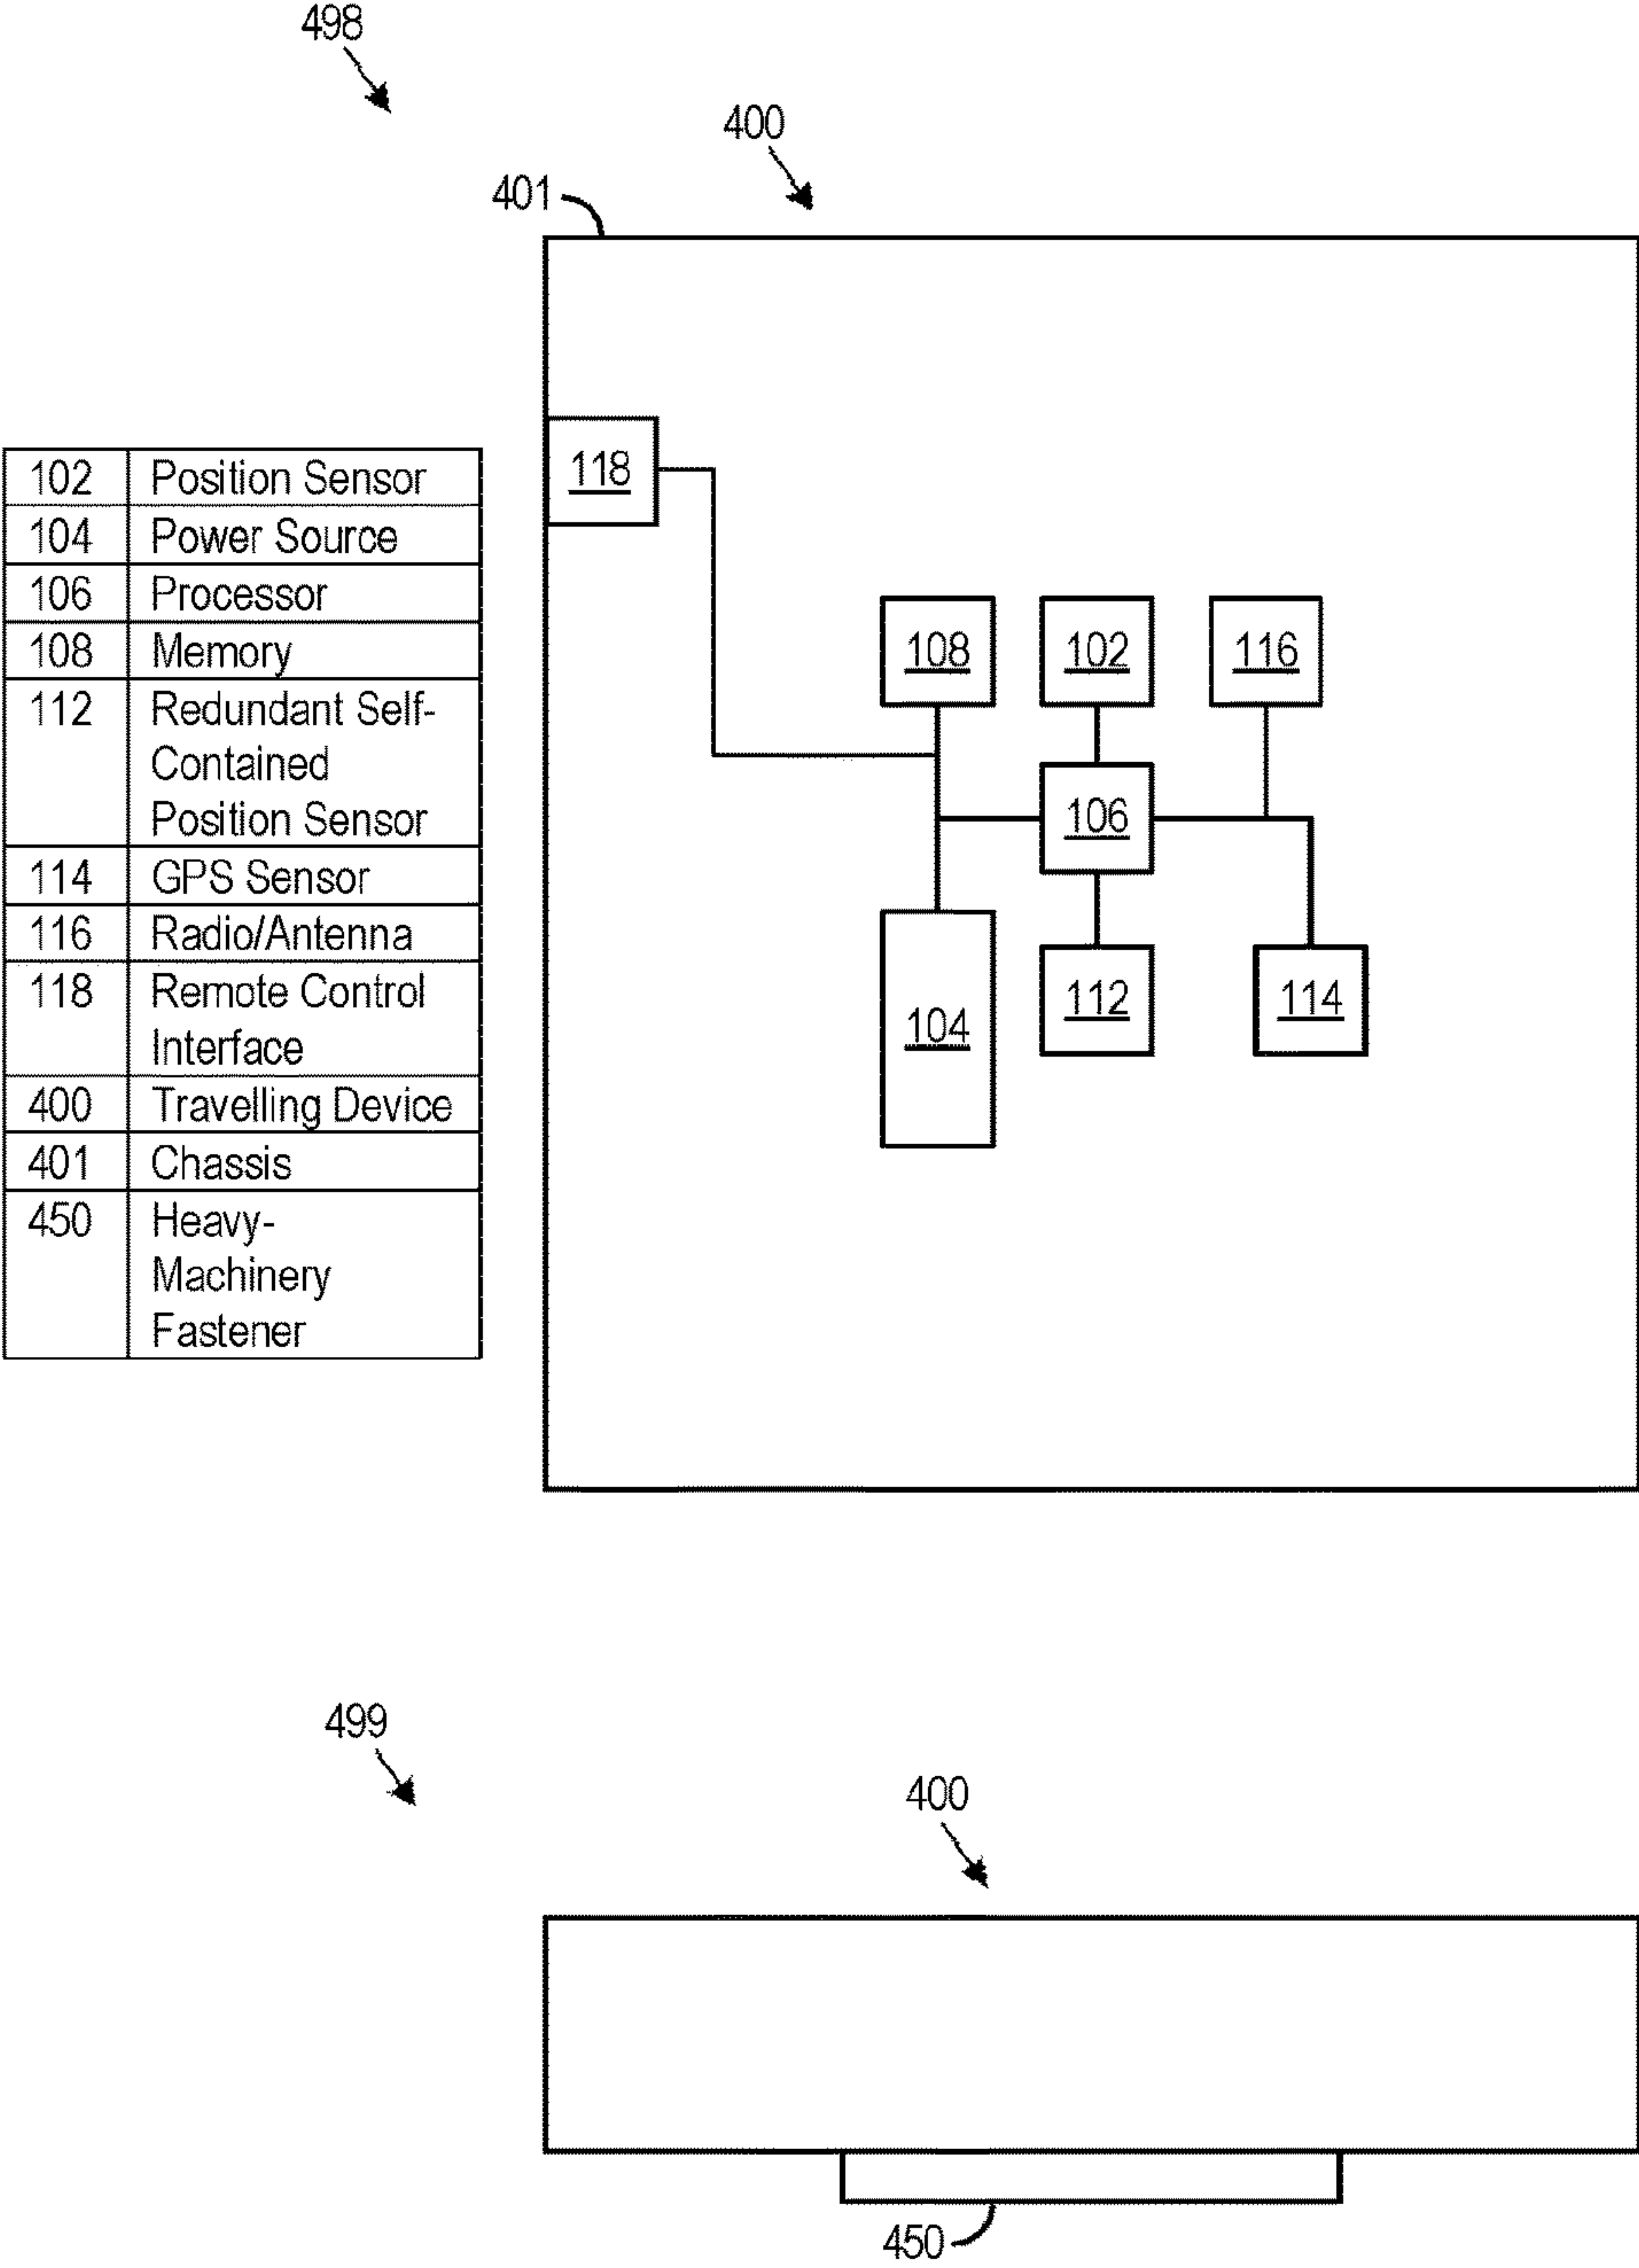 498
400
401
102 Position Sensor
104 Power Source
106 Processor
108 Memory
112 Redundant Self-
Contained
Position Sensor
114 GPS Sensor
116 Radio/Antenna
118 Remote Control
Interface
400 Travelling Device
401 Chassis
450 Heavy-
Machinery
Fastener
118
108 102 116
106
104 112 114
499
400
450